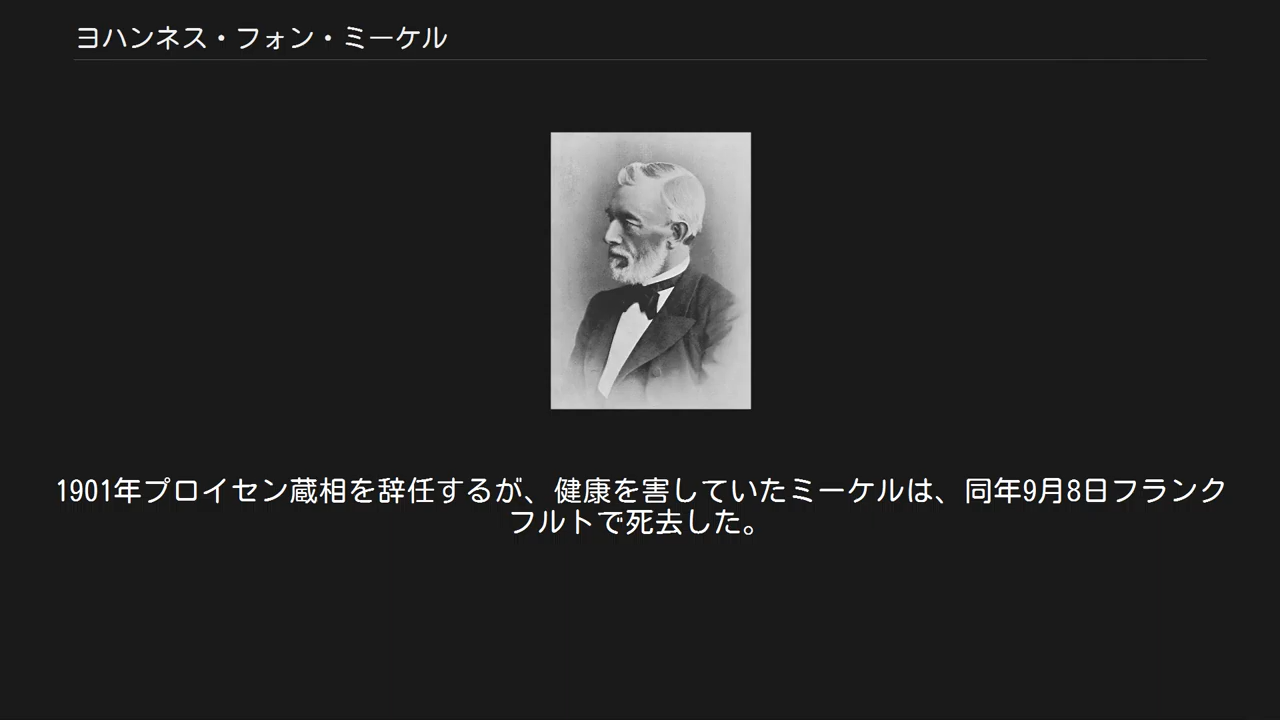 ヨハンネス・フォン・ミーケル
1901年プロイセン蔵相を辞任するが、健康を害していたミーケルは、同年9月8日フランク
フルトで死去した。